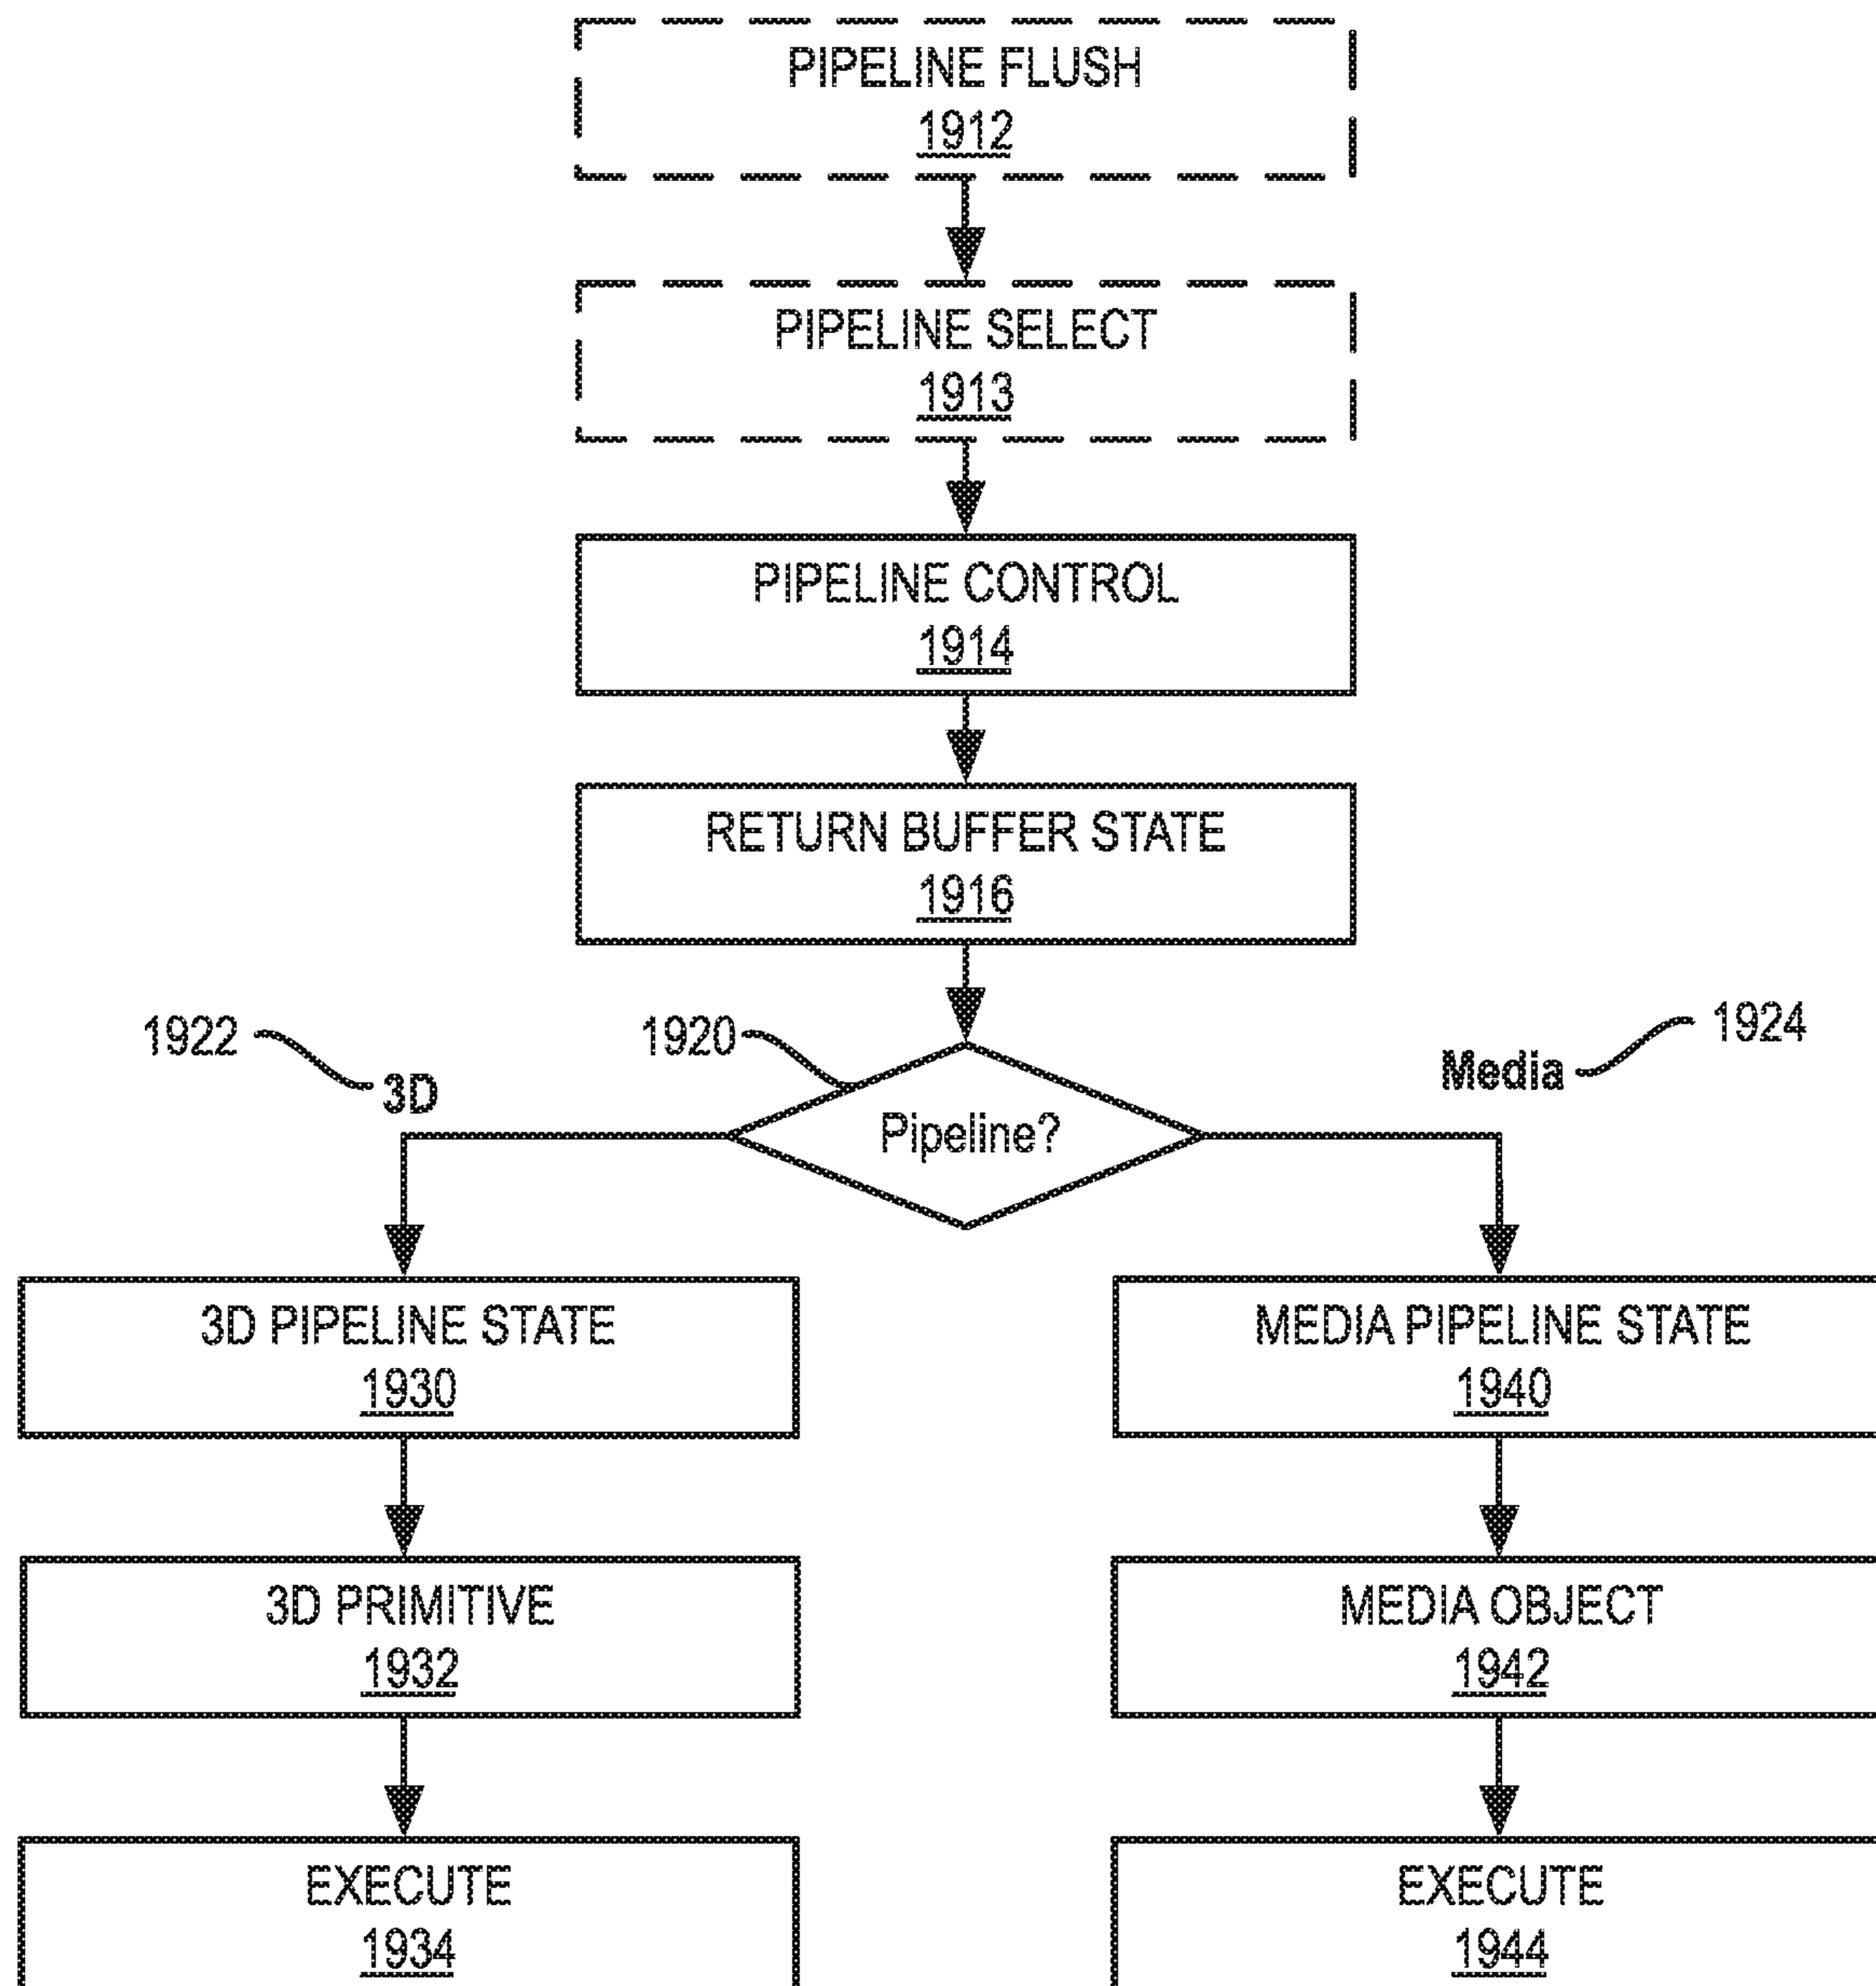 PIPELINE FLUSH
1912
PIPELINE SELECT
1913
PIPELINE CONTROL
1914
RETURN BUFFER STATE
1916
1922
3D
1920
Pipeline?
Media
1924
3D PIPELINE STATE
1930
MEDIA PIPELINE STATE
1940
3D PRIMITIVE
1932
MEDIA OBJECT
1942
EXECUTE
1934
EXECUTE
1944